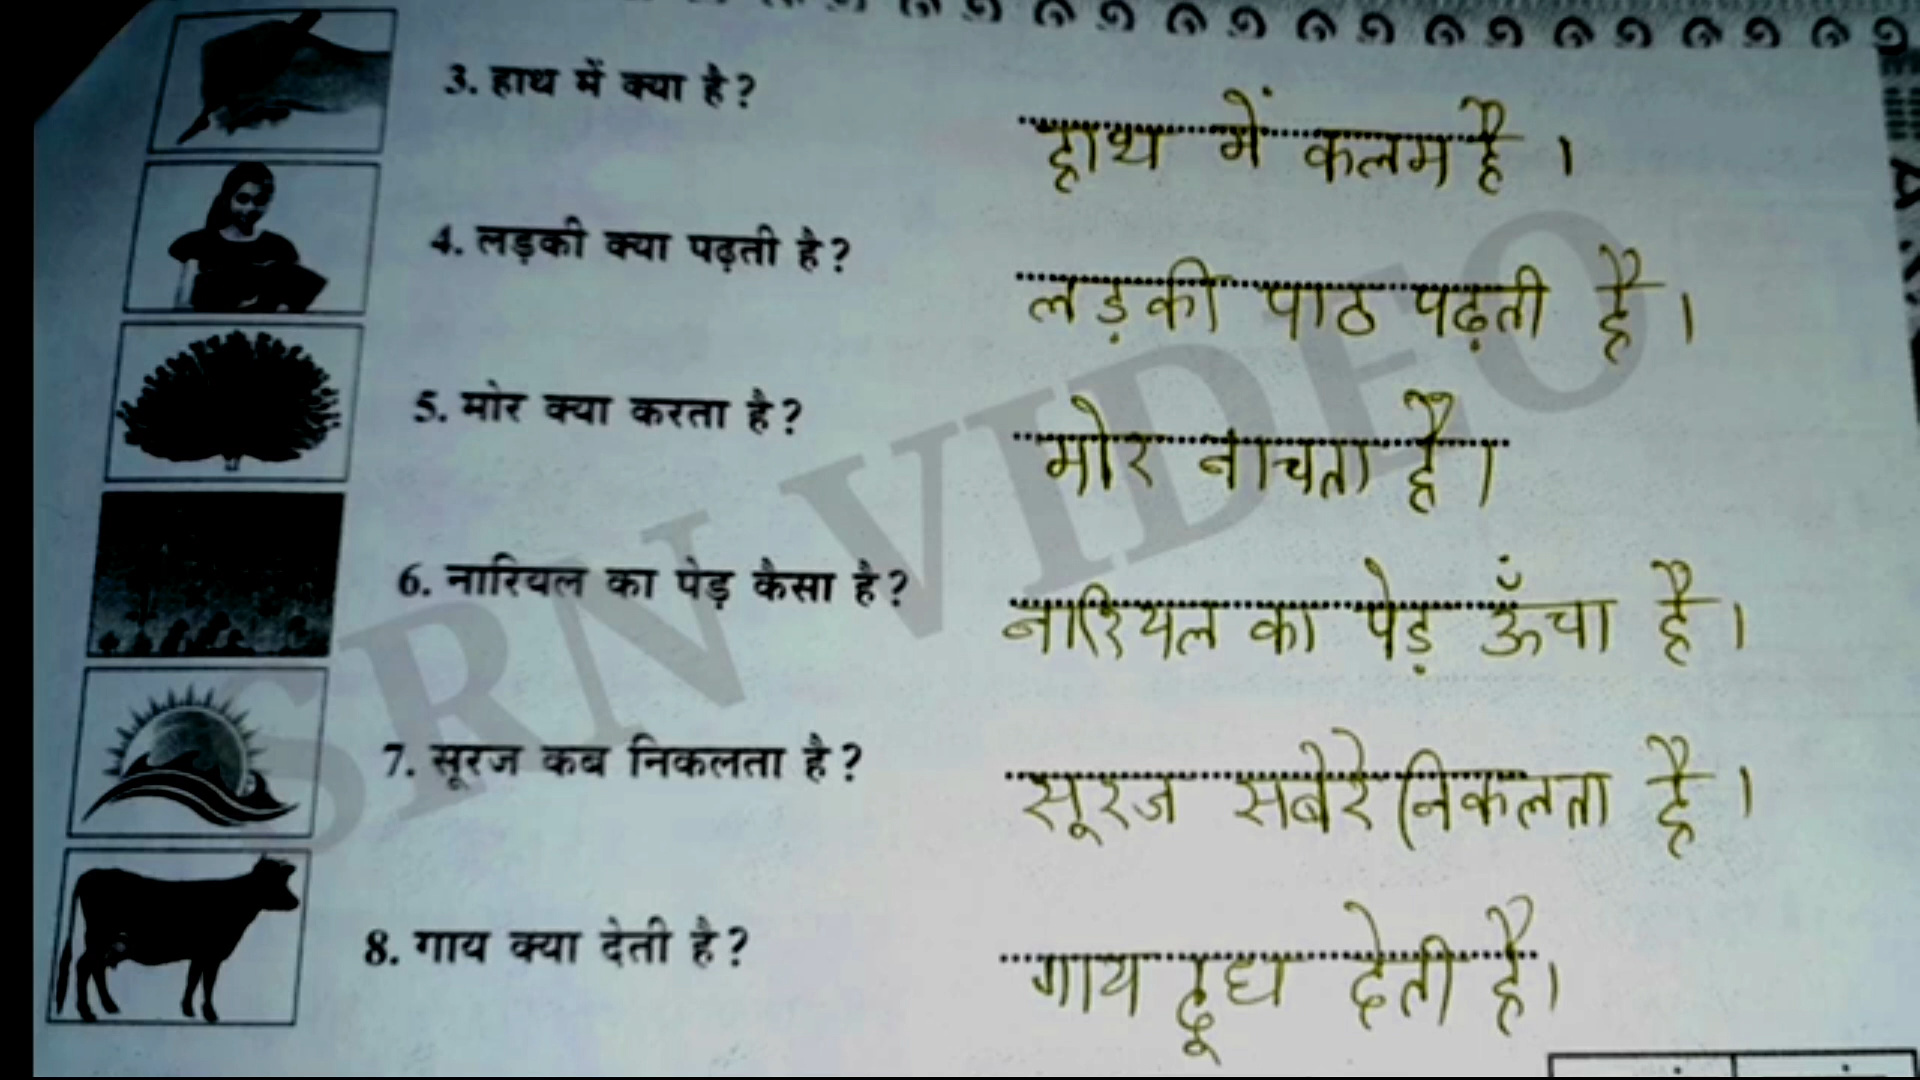 3. हाथ में क्या है?
हाथ में कलम है ।
4. लड़की क्या पढ़ती है?
लड़की पाठ पढ़ती है ।
5. मोर क्या करता है?
मोर नाचता है ।
6. नारियल का पेड़ कैसा है?
नारियल का पेड़ ऊँचा है ।
7. सूरज कब निकलता है?
सूरज सबेरे निकलता है ।
8. गाय क्या देती है?
गाय दूध देती है ।
SRN VIDEO